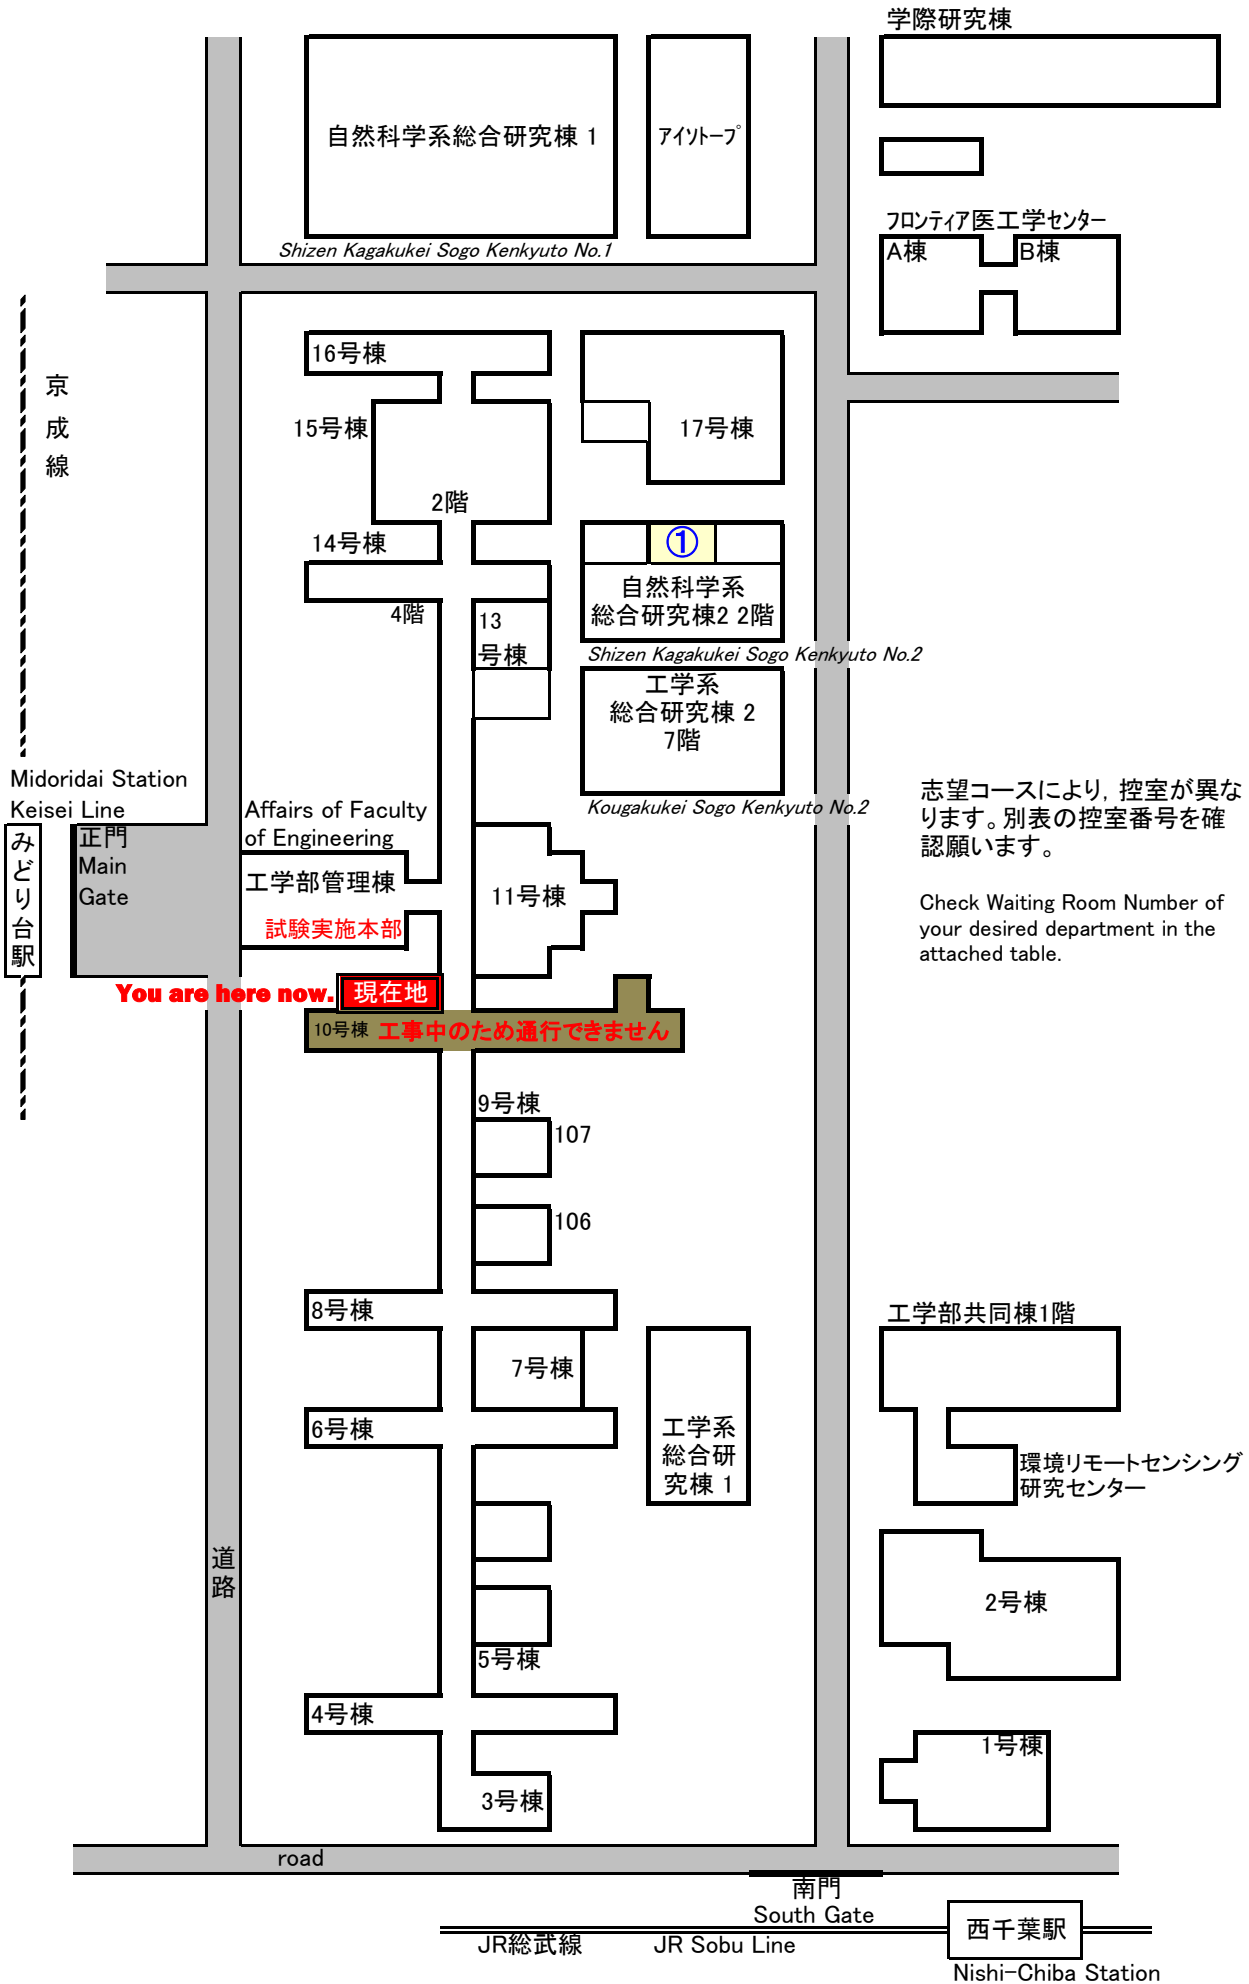 学際研究棟
自然科学系総合研究棟 1
アイソトープ
Shizen Kagakukei Sogo Kenkyuto No.1
フロンティア医工学センター
A棟
B棟
16号棟
京成線
15号棟
17号棟
2階
14号棟
①
4階
自然科学系
総合研究棟2 2階
13
号棟
Shizen Kagakukei Sogo Kenkyuto No.2
工学系
総合研究棟 2
7階
Kougakukei Sogo Kenkyuto No.2
Midoridai Station
Keisei Line
みどり台駅
正門
Main
Gate
Affairs of Faculty
of Engineering
工学部管理棟
試験実施本部
11号棟
志望コースにより, 控室が異な
ります。別表の控室番号を確
認願います。
Check Waiting Room Number of
your desired department in the
attached table.
You are here now.
現在地
10号棟 工事中のため通行できません
9号棟
107
106
8号棟
7号棟
工学部共同棟1階
6号棟
工学系
総合研
究棟 1
環境リモートセンシング
研究センター
道路
2号棟
5号棟
4号棟
1号棟
3号棟
road
南門
South Gate
西千葉駅
JR総武線
JR Sobu Line
Nishi-Chiba Station